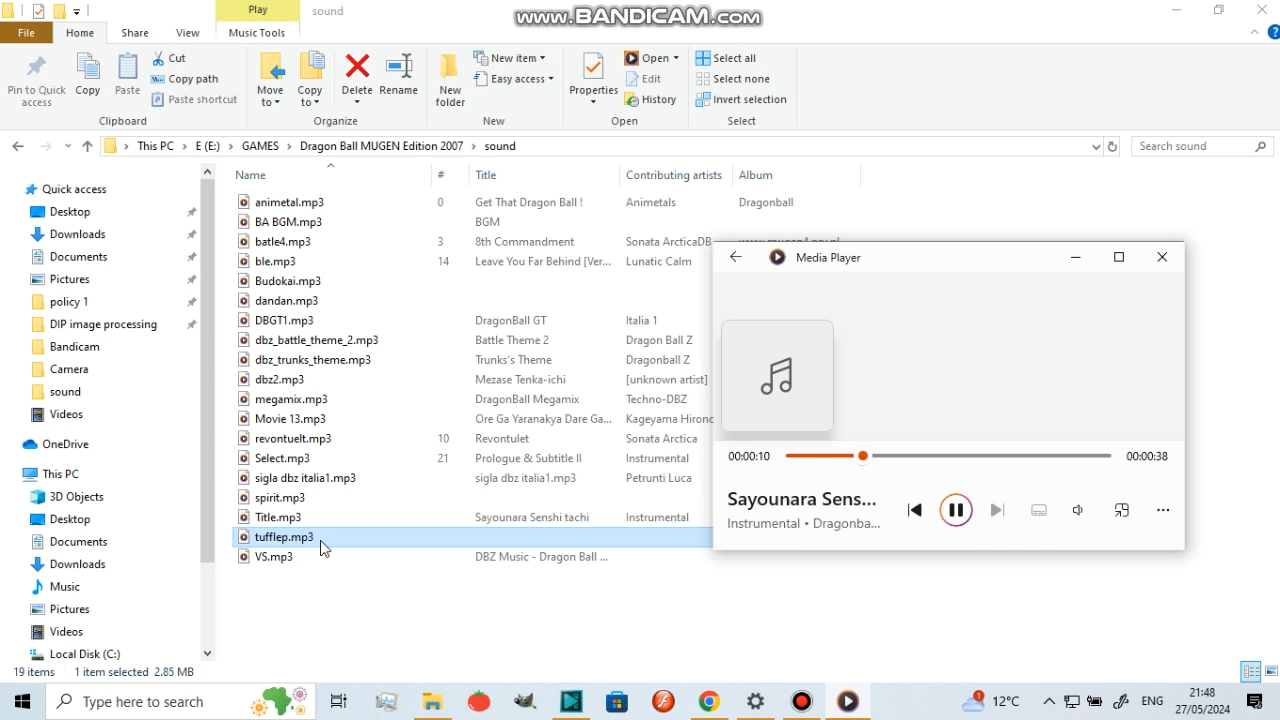 www.BANDICAM.com
Play
sound
File
Home
Share
View
Music Tools
Pin to Quick access
Copy
Paste
Cut
Copy path
Paste shortcut
Clipboard
Move to
Copy to
Delete
Rename
Organize
New folder
New item
Easy access
New
Properties
Open
Edit
History
Open
Select all
Select none
Invert selection
Select
This PC
E (E:)
GAMES
Dragon Ball MUGEN Edition 2007
sound
Search sound
Name
#
Title
Contributing artists
Album
Quick access
Desktop
Downloads
Documents
Pictures
policy 1
DIP image processing
Bandicam
Camera
sound
Videos
OneDrive
This PC
3D Objects
Desktop
Documents
Downloads
Music
Pictures
Videos
Local Disk (C:)
animetal.mp3 0 Get That Dragon Ball ! Animetals Dragonball
BA BGM.mp3 BGM
batle4.mp3 3 8th Commandment Sonata ArcticaDB
ble.mp3 14 Leave You Far Behind [Ver... Lunatic Calm
Budokai.mp3
dandan.mp3
DBGT1.mp3 DragonBall GT Italia 1
dbz_battle_theme_2.mp3 Battle Theme 2 Dragon Ball Z
dbz_trunks_theme.mp3 Trunk's Theme Dragonball Z
dbz2.mp3 Mezase Tenka-ichi [unknown artist]
megamix.mp3 DragonBall Megamix Techno-DBZ
Movie 13.mp3 Ore Ga Yaranakya Dare Ga... Kageyama Hirono
revontuelt.mp3 10 Revontulet Sonata Arctica
Select.mp3 21 Prologue & Subtitle II Instrumental
sigla dbz italia1.mp3 sigla dbz italia1.mp3 Petrunti Luca
spirit.mp3
Title.mp3 Sayounara Senshi tachi Instrumental
tufflep.mp3
VS.mp3 DBZ Music - Dragon Ball ...
Media Player
00:00:10
00:00:38
Sayounara Sens...
Instrumental • Dragonba...
19 items
1 item selected 2.85 MB
Type here to search
1
12°C
ENG
21:48
27/05/2024